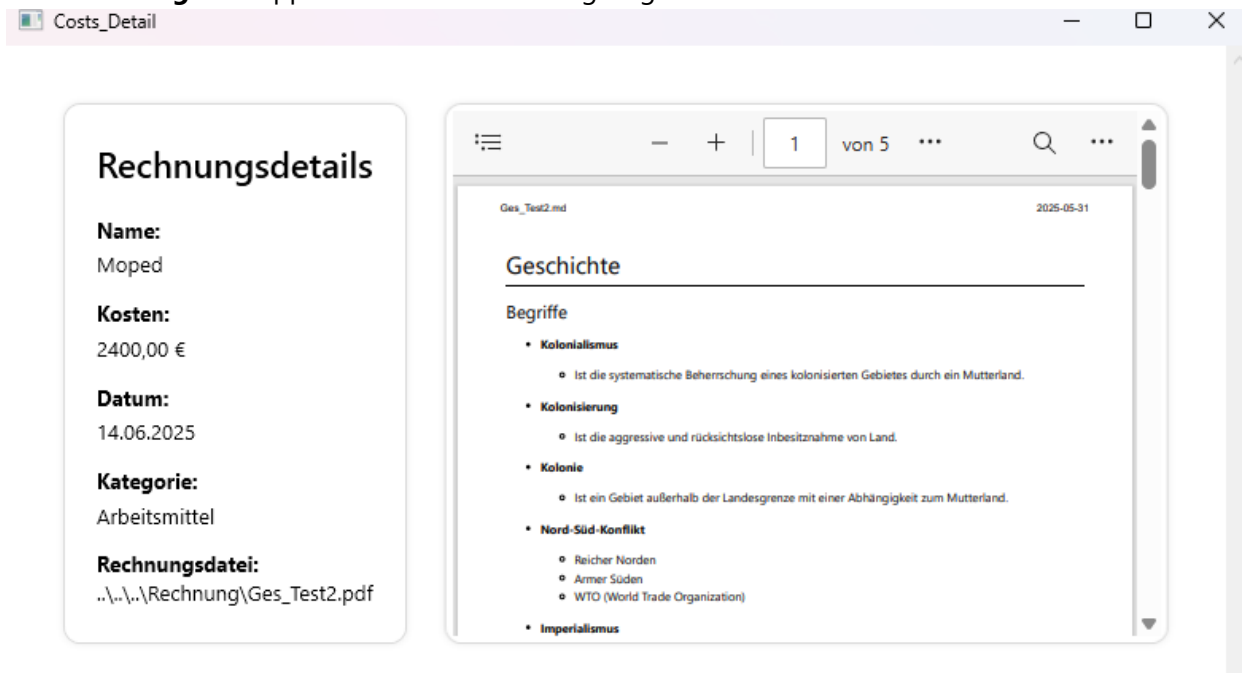 Costs_Detail
Rechnungsdetails
Name:
Moped
Kosten:
2400,00 €
Datum:
14.06.2025
Kategorie:
Arbeitsmittel
Rechnungsdatei:
..\..\..\Rechnung\Ges_Test2.pdf
1 von 5
Ges_Test2.md 2025-05-31
Geschichte
Begriffe
• Kolonialismus
Ist die systematische Beherrschung eines kolonisierten Gebietes durch ein Mutterland.
• Kolonisierung
Ist die aggressive und rücksichtslose Inbesitznahme von Land.
• Kolonie
Ist ein Gebiet außerhalb der Landesgrenze mit einer Abhängigkeit zum Mutterland.
• Nord-Süd-Konflikt
Reicher Norden
Armer Süden
WTO (World Trade Organization)
• Imperialismus